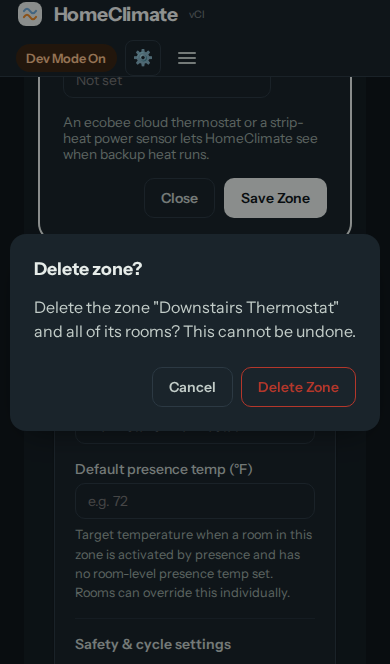 HomeClimate vCI
Dev Mode On
Not set
An ecobee cloud thermostat or a strip-
heat power sensor lets HomeClimate see
when backup heat runs.
Close Save Zone
Delete zone?
Delete the zone "Downstairs Thermostat"
and all of its rooms? This cannot be undone.
Cancel Delete Zone
Default presence temp (°F)
e.g. 72
Target temperature when a room in this
zone is activated by presence and has
no room-level presence temp set.
Rooms can override this individually.
Safety & cycle settings